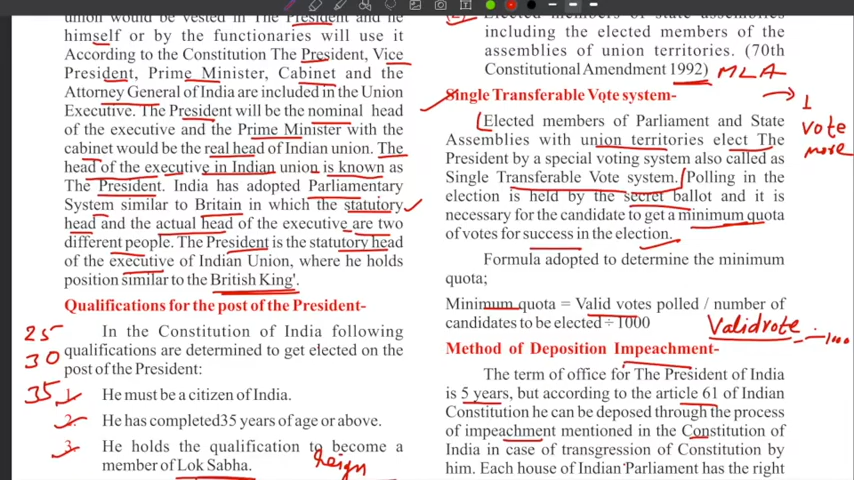 union would be vested in The President and he
himself or by the functionaries will use it
According to the Constitution The President, Vice
President, Prime Minister, Cabinet and the
Attorney General of India are included in the Union
Executive. The President will be the nominal head
of the executive and the Prime Minister with the
cabinet would be the real head of Indian union. The
head of the executive in Indian union is known as
The President. India has adopted Parliamentary
System similar to Britain in which the statutory
head and the actual head of the executive are two
different people. The President is the statutory head
of the executive of Indian Union, where he holds
position similar to the British King'.
Qualifications for the post of the President-
25
In the Constitution of India following
30
qualifications are determined to get elected on the
post of the President:
35
1. He must be a citizen of India.
2. He has completed35 years of age or above.
3. He holds the qualification to become a
member of Lok Sabha.
Reign
Elected members of state assemblies
including the elected members of the
assemblies of union territories. (70th
Constitutional Amendment 1992) MLA
Single Transferable Vote system-
1
vote
more
Elected members of Parliament and State
Assemblies with union territories elect The
President by a special voting system also called as
Single Transferable Vote system. Polling in the
election is held by the secret ballot and it is
necessary for the candidate to get a minimum quota
of votes for success in the election.
Formula adopted to determine the minimum
quota;
Minimum quota = Valid votes polled / number of
candidates to be elected ÷1000
Validvote
Method of Deposition Impeachment-
The term of office for The President of India
is 5 years, but according to the article 61 of Indian
Constitution he can be deposed through the process
of impeachment mentioned in the Constitution of
India in case of transgression of Constitution by
him. Each house of Indian Parliament has the right